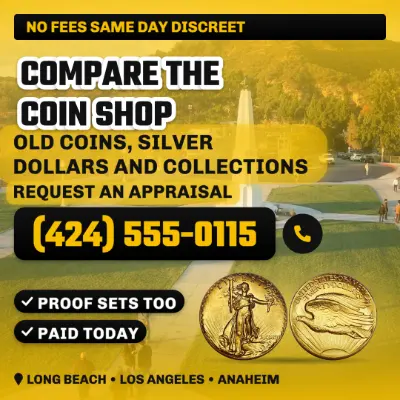 NO FEES SAME DAY DISCREET
COMPARE THE
COIN SHOP
OLD COINS, SILVER
DOLLARS AND COLLECTIONS
REQUEST AN APPRAISAL
(424) 555-0115
PROOF SETS TOO
PAID TODAY
LONG BEACH • LOS ANGELES • ANAHEIM